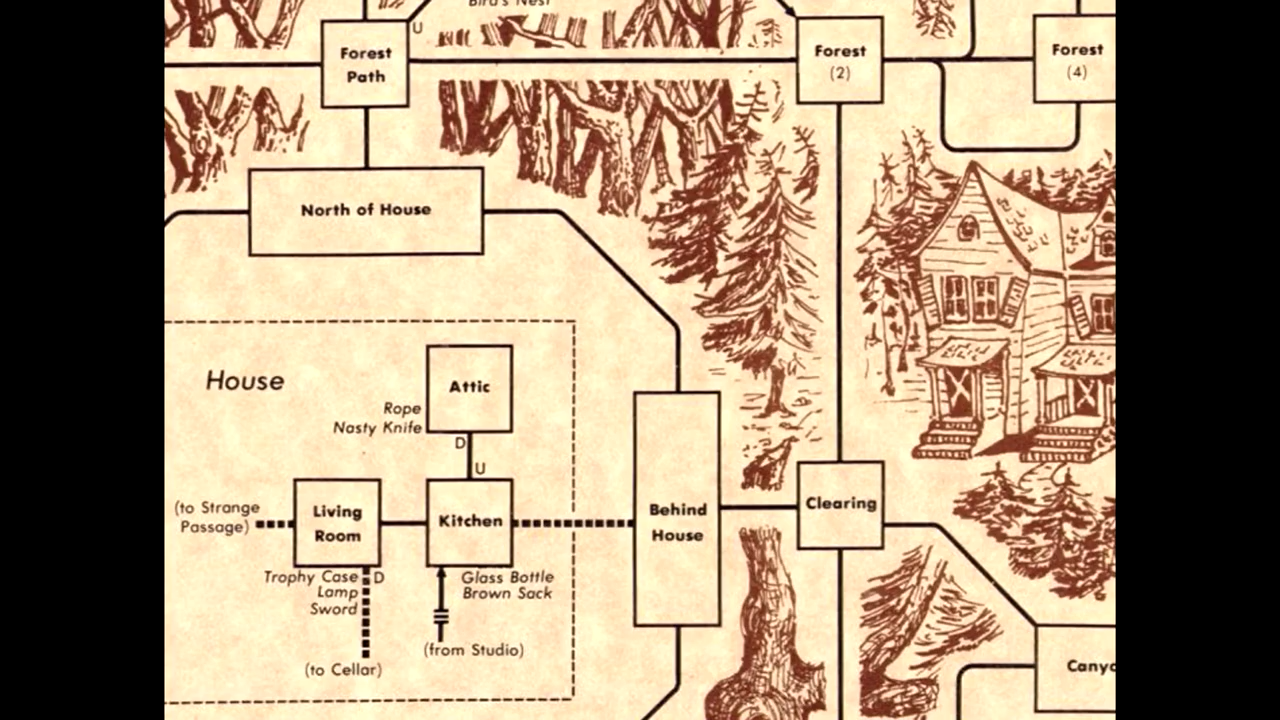 Bird's Nest
U
Forest
Path
Forest
(2)
Forest
(4)
North of House
House
Attic
Rope
Nasty Knife
D
U
(to Strange
Passage)
Living
Room
Kitchen
Behind
House
Clearing
Trophy Case
Lamp
Sword
D
Glass Bottle
Brown Sack
(from Studio)
(to Cellar)
Canyo